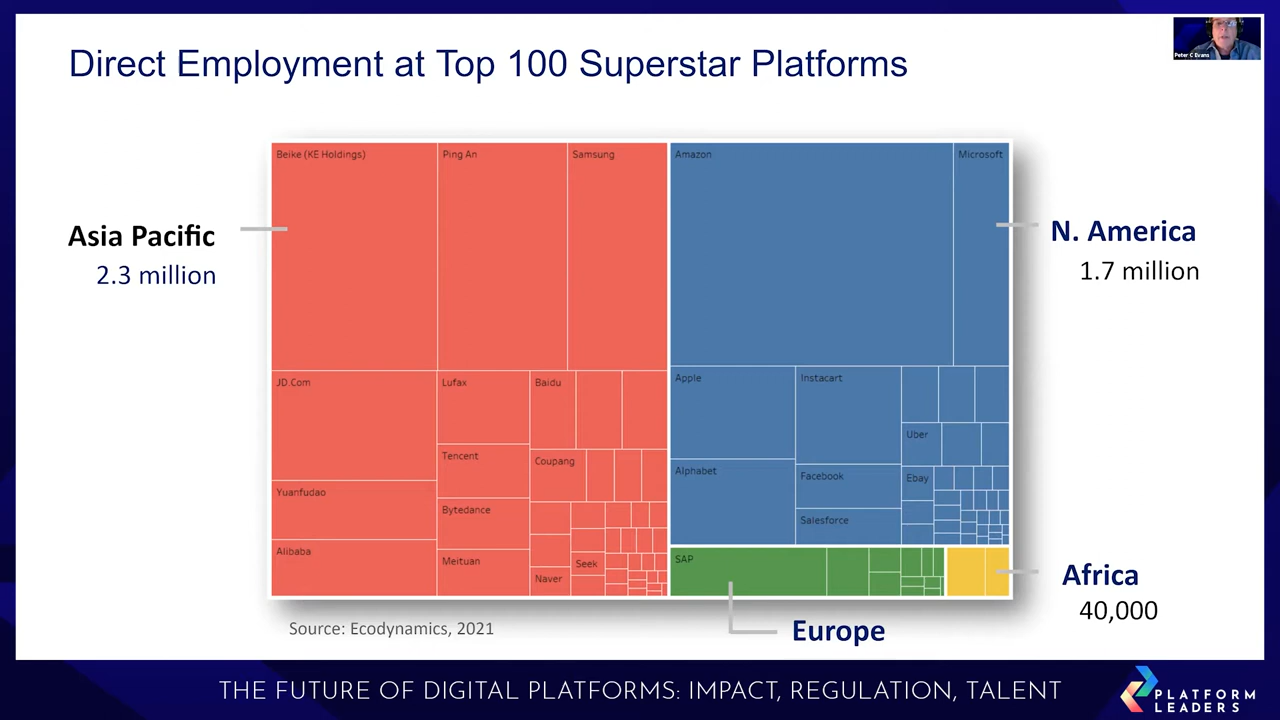 Direct Employment at Top 100 Superstar Platforms
Peter C Evans
Asia Pacific
2.3 million
Beike (KE Holdings)
Ping An
Samsung
JD.Com
Lufax
Baidu
Tencent
Coupang
Yuanfudao
Bytedance
Alibaba
Meituan
Naver
Seek
Amazon
Microsoft
Apple
Instacart
Uber
Alphabet
Facebook
Ebay
Salesforce
SAP
N. America
1.7 million
Africa
40,000
Europe
Source: Ecodynamics, 2021
THE FUTURE OF DIGITAL PLATFORMS: IMPACT, REGULATION, TALENT
PLATFORM
LEADERS